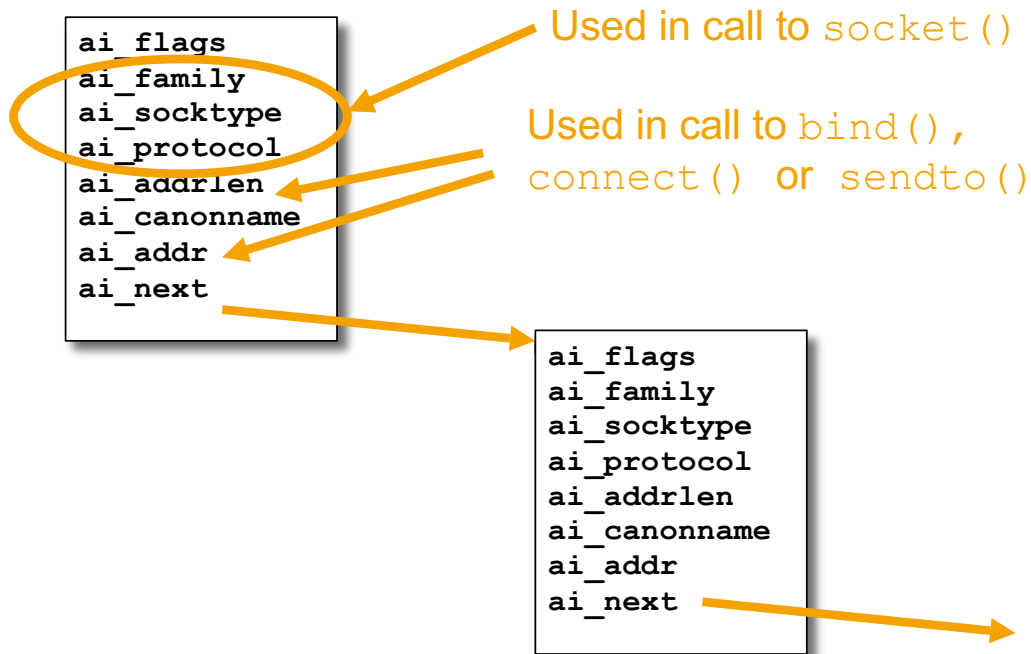 ai_flags
ai_family
ai_socktype
ai_protocol
ai_addrlen
ai_canonname
ai_addr
ai_next
Used in call to socket()
Used in call to bind(),
connect() or sendto()
ai_flags
ai_family
ai_socktype
ai_protocol
ai_addrlen
ai_canonname
ai_addr
ai_next